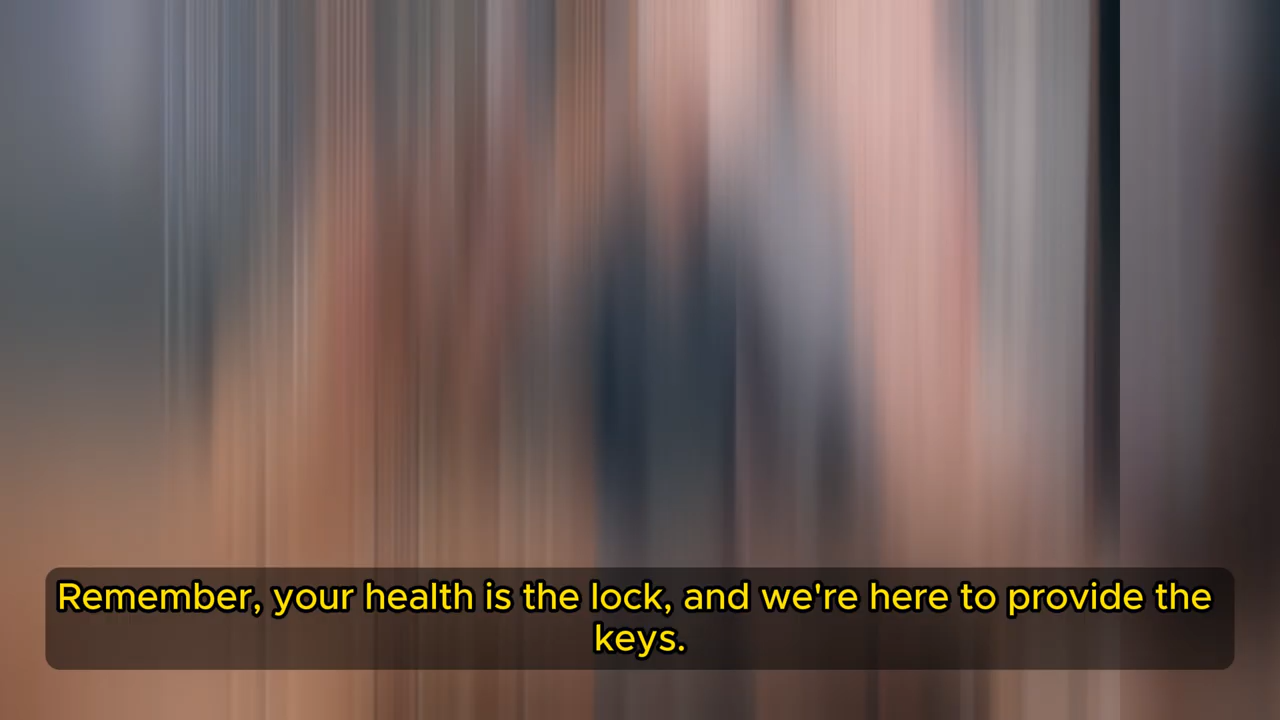 Remember, your health is the lock, and we're here to provide the
keys.